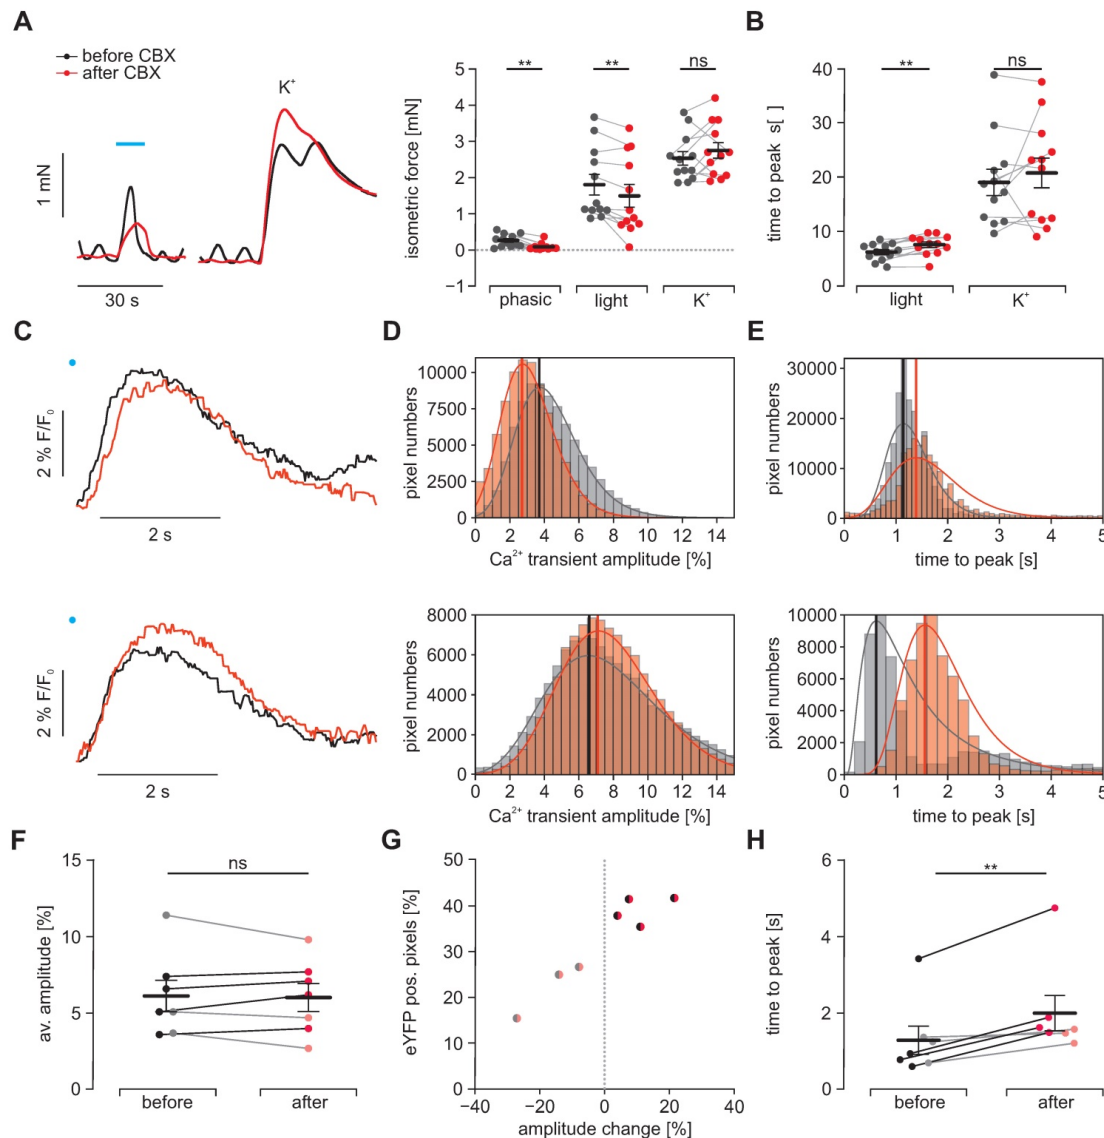 A
before CBX
after CBX
K⁺
1 mN
30 s
isometric force [mN]
5
4
3
2
1
0
−1
**
**
ns
phasic
light
K⁺
B
time to peak s[ ]
40
30
20
10
0
**
ns
light
K⁺
C
2 % F/F₀
2 s
2 % F/F₀
2 s
D
pixel numbers
10000
7500
5000
2500
0
0 2 4 6 8 10 12 14
Ca²⁺ transient amplitude [%]
pixel numbers
8000
7000
6000
5000
4000
3000
2000
1000
0
0 2 4 6 8 10 12 14
Ca²⁺ transient amplitude [%]
E
pixel numbers
30000
20000
10000
0
0 1 2 3 4 5
time to peak [s]
pixel numbers
10000
8000
6000
4000
2000
0
0 1 2 3 4 5
time to peak [s]
F
av. amplitude [%]
15
10
5
0
ns
before
after
G
eYFP pos. pixels [%]
50
40
30
20
10
0
−40 −20 0 20 40
amplitude change [%]
H
time to peak [s]
6
4
2
0
**
before
after